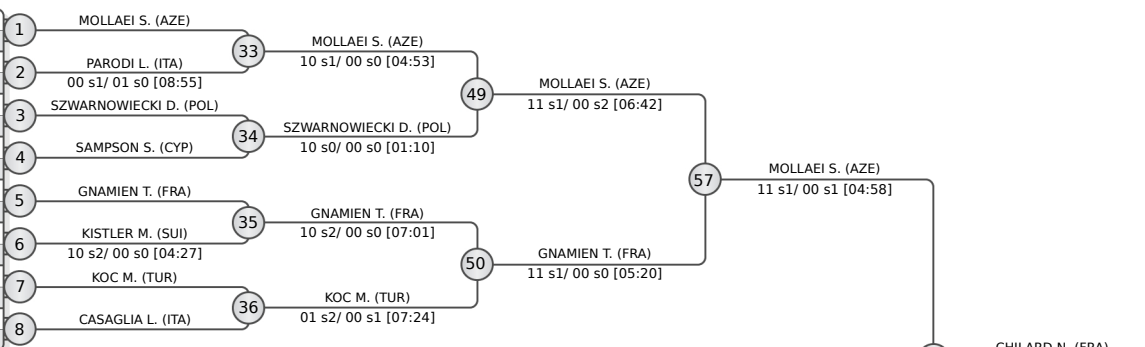 1
MOLLAEI S. (AZE)
33
MOLLAEI S. (AZE)
10 s1/ 00 s0 [04:53]
2
PARODI L. (ITA)
00 s1/ 01 s0 [08:55]
49
MOLLAEI S. (AZE)
11 s1/ 00 s2 [06:42]
3
SZWARNOWIECKI D. (POL)
34
SZWARNOWIECKI D. (POL)
10 s0/ 00 s0 [01:10]
4
SAMPSON S. (CYP)
57
MOLLAEI S. (AZE)
11 s1/ 00 s1 [04:58]
5
GNAMIEN T. (FRA)
35
GNAMIEN T. (FRA)
10 s2/ 00 s0 [07:01]
6
KISTLER M. (SUI)
10 s2/ 00 s0 [04:27]
50
GNAMIEN T. (FRA)
11 s1/ 00 s0 [05:20]
7
KOC M. (TUR)
36
KOC M. (TUR)
01 s2/ 00 s1 [07:24]
8
CASAGLIA L. (ITA)
CHILARD N. (FRA)